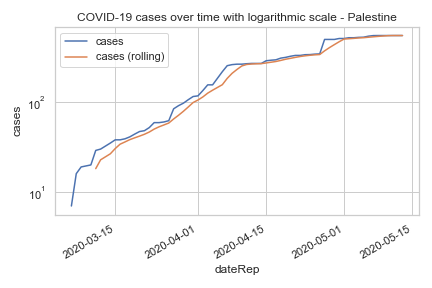 COVID-19 cases over time with logarithmic scale - Palestine
cases
cases (rolling)
cases
10²
10¹
2020-03-15
2020-04-01
2020-04-15
2020-05-01
2020-05-15
dateRep